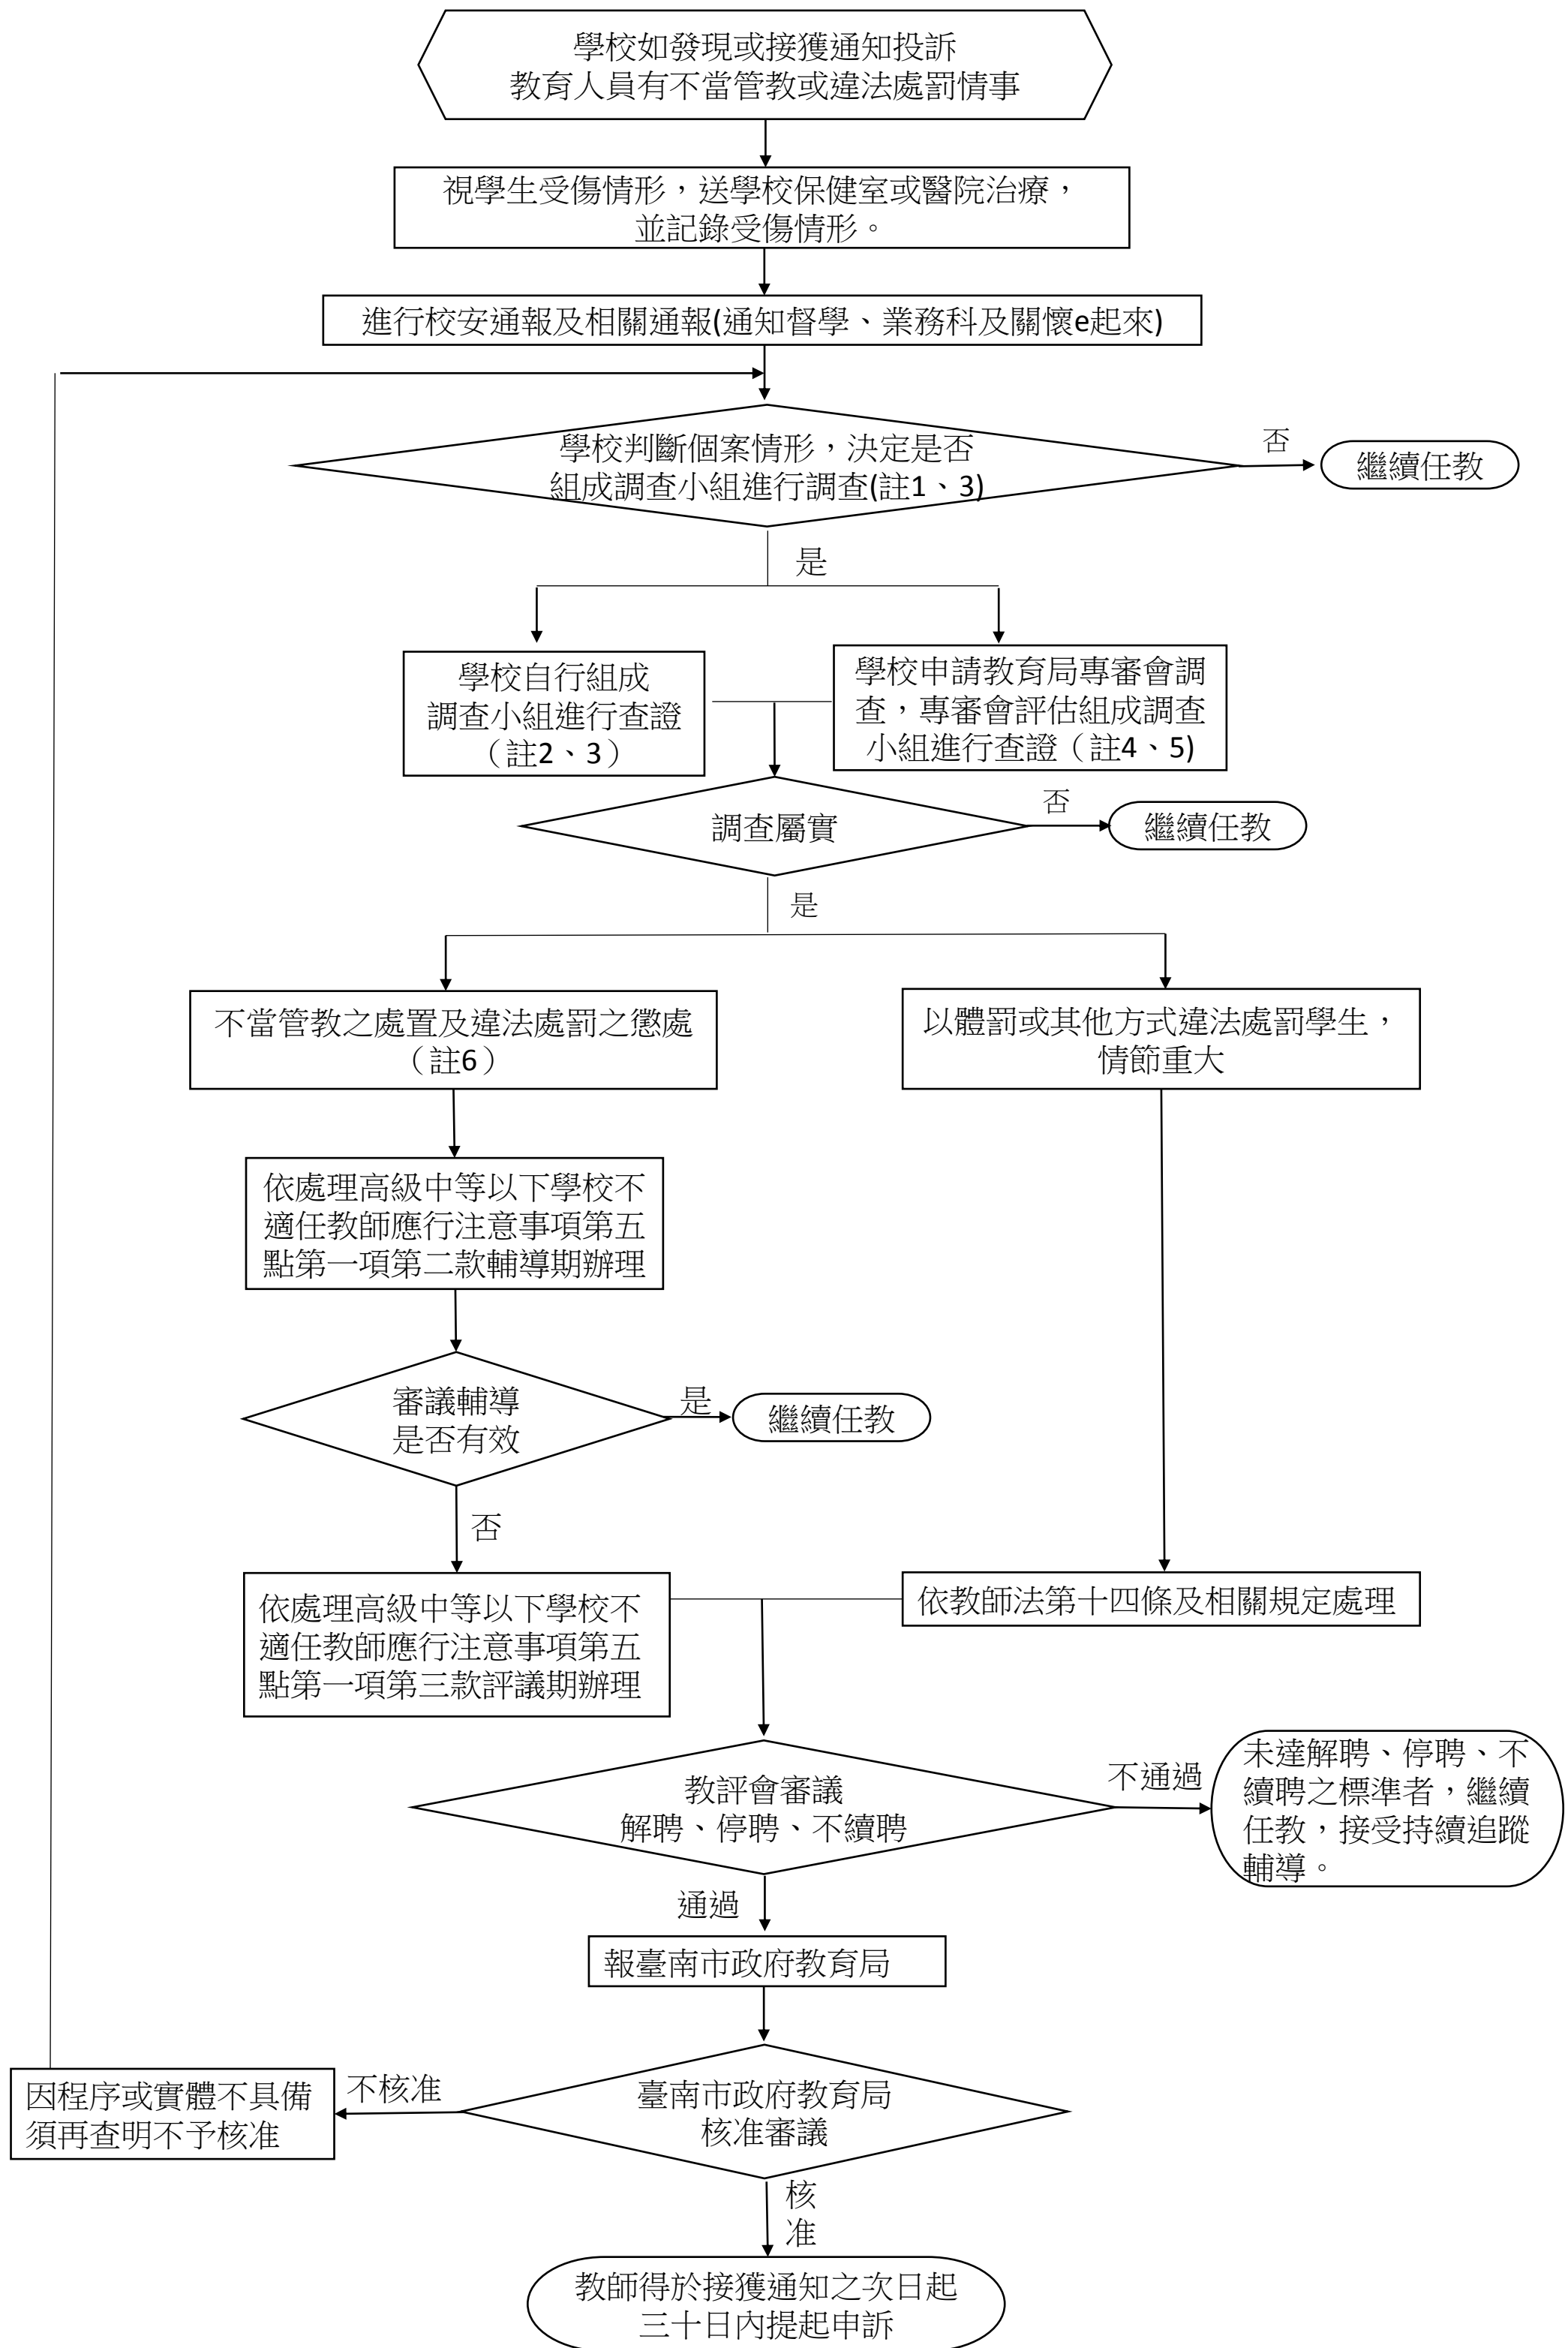 學校如發現或接獲通知投訴
教育人員有不當管教或違法處罰情事
視學生受傷情形，送學校保健室或醫院治療，
並記錄受傷情形。
進行校安通報及相關通報(通知督學、業務科及關懷e起來)
學校判斷個案情形，決定是否
組成調查小組進行調查(註1、3)
否
繼續任教
是
學校自行組成
調查小組進行查證
（註2、3）
學校申請教育局專審會調
查，專審會評估組成調查
小組進行查證（註4、5)
調查屬實
否
繼續任教
是
不當管教之處置及違法處罰之懲處
（註6）
以體罰或其他方式違法處罰學生，
情節重大
依處理高級中等以下學校不
適任教師應行注意事項第五
點第一項第二款輔導期辦理
審議輔導
是否有效
是
繼續任教
否
依處理高級中等以下學校不
適任教師應行注意事項第五
點第一項第三款評議期辦理
依教師法第十四條及相關規定處理
教評會審議
解聘、停聘、不續聘
不通過
未達解聘、停聘、不
續聘之標準者，繼續
任教，接受持續追蹤
輔導。
通過
報臺南市政府教育局
臺南市政府教育局
核准審議
不核准
因程序或實體不具備
須再查明不予核准
核
准
教師得於接獲通知之次日起
三十日內提起申訴